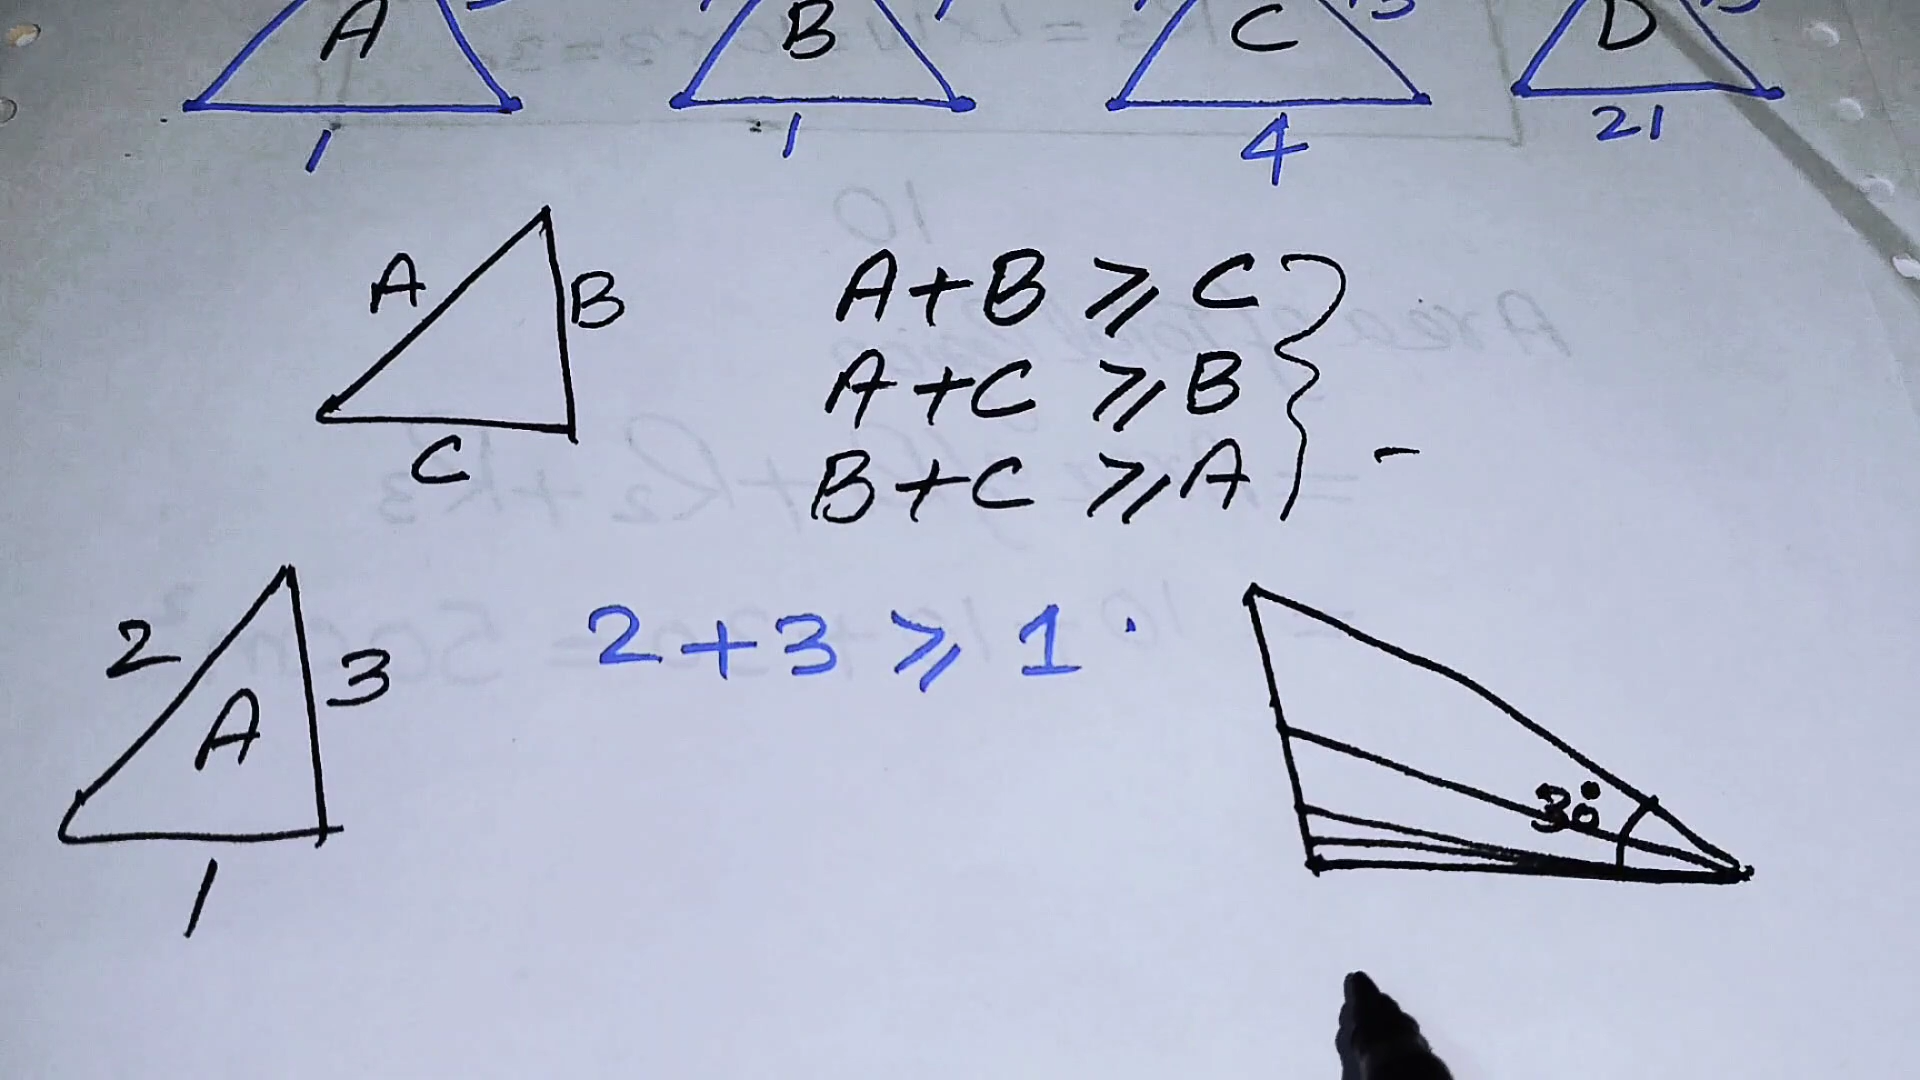 A B C D
1 1 4 21
A B A+B ⩾ C
A+C ⩾ B
C B+C ⩾ A -
2 3 2+3 ⩾ 1
A 30°
1